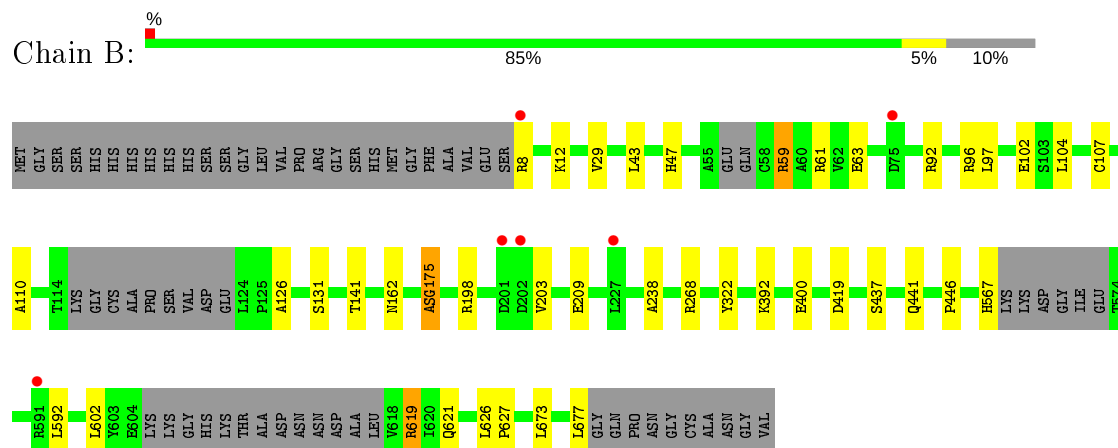 %
Chain B:
85% 5% 10%
MET GLY SER SER HIS HIS HIS HIS HIS HIS SER SER GLY LEU VAL PRO ARG GLY SER HIS MET GLY PHE ALA VAL GLU SER R8 K12 V29 L43 H47 A55 GLU GLN C58 R59 A60 R61 V62 E63 D75 R92 R96 L97 E102 S103 L104 C107
A110 T114 LYS GLY CYS ALA PRO SER VAL ASP GLU L124 P125 A126 S131 T141 N162 ASG175 R198 D201 D202 V203 E209 L227 A238 R268 Y322 K392 E400 D419 S437 Q441 P446 H567 LYS LYS ASP GLY ILE GLU T574
R591 L592 L602 Y603 E604 LYS LYS GLY HIS LYS THR ALA ASP ASN ASN ASP ALA LEU V618 R619 I620 Q621 L626 P627 L673 L677 GLY GLN PRO ASN GLY CYS ALA ASN GLY VAL